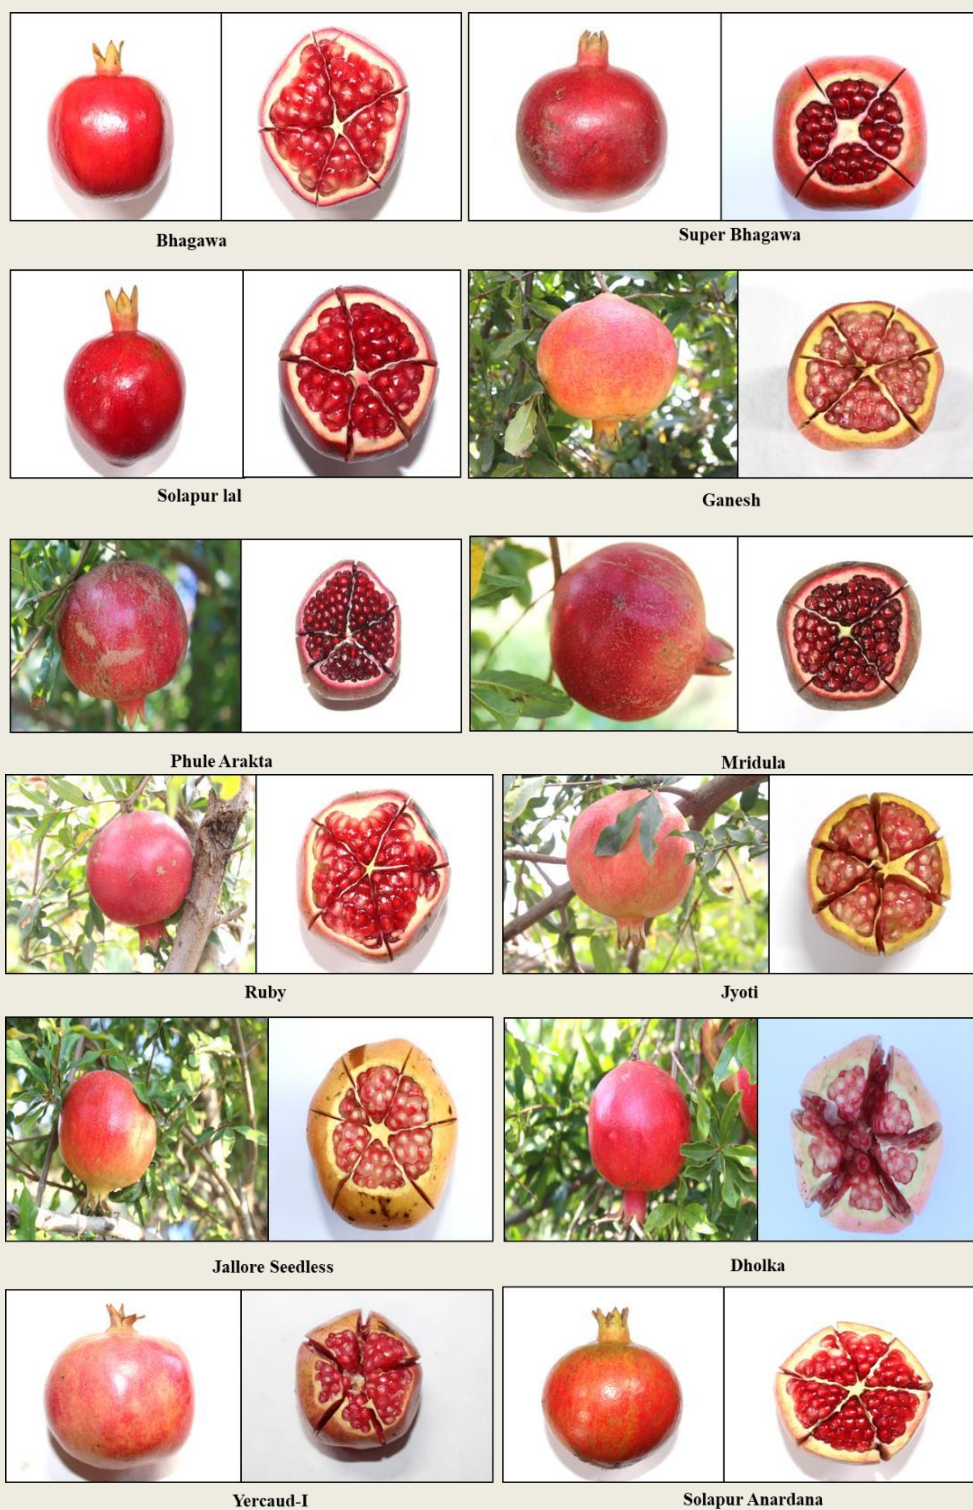 Bhagawa
Super Bhagawa
Solapur lal
Ganesh
Phule Arakta
Mridula
Ruby
Jyoti
Jallore Seedless
Dholka
Yercaud-I
Solapur Anardana